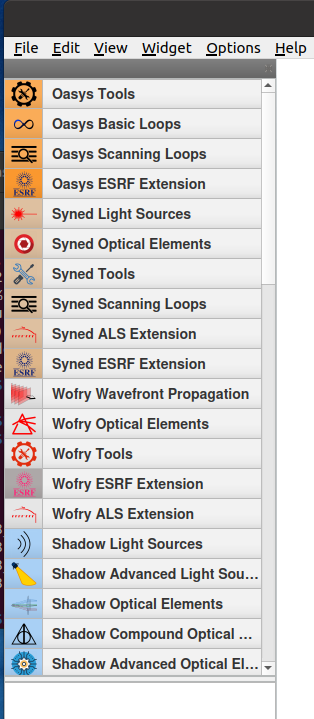 File Edit View Widget Options Help
Oasys Tools
Oasys Basic Loops
Oasys Scanning Loops
ESRF Oasys ESRF Extension
Syned Light Sources
Syned Optical Elements
Syned Tools
Syned Scanning Loops
Syned ALS Extension
ESRF Syned ESRF Extension
Wofry Wavefront Propagation
Wofry Optical Elements
Wofry Tools
ESRF Wofry ESRF Extension
Wofry ALS Extension
Shadow Light Sources
Shadow Advanced Light Sou...
Shadow Optical Elements
Shadow Compound Optical ...
Shadow Advanced Optical El...